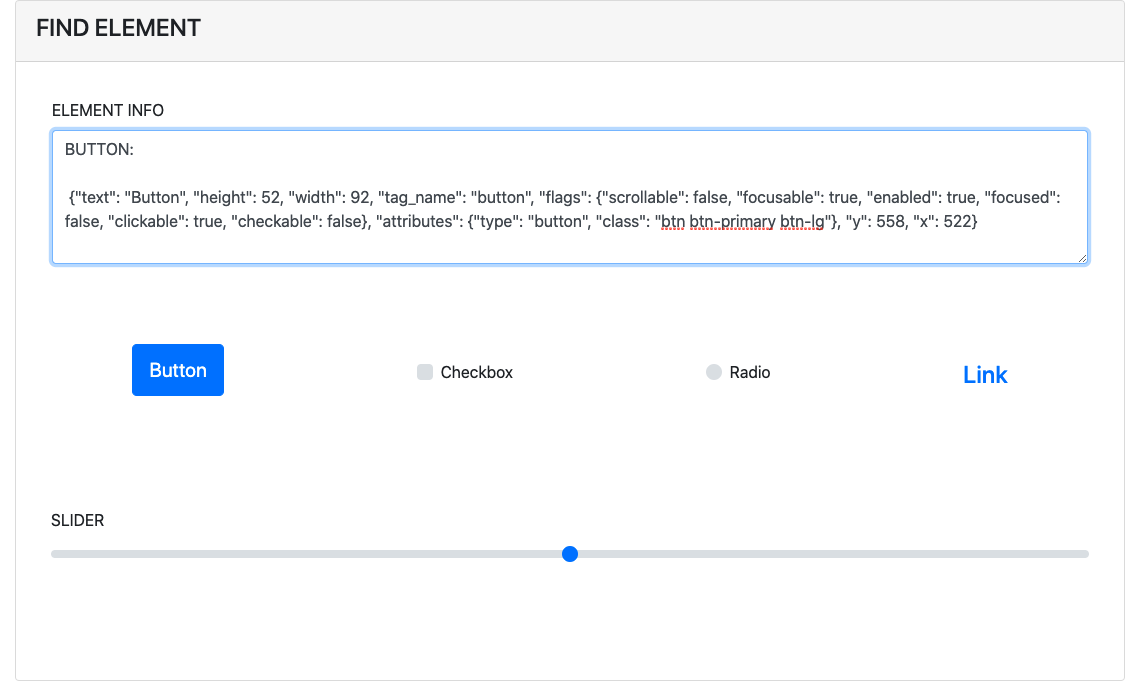 FIND ELEMENT
ELEMENT INFO
BUTTON:
{"text": "Button", "height": 52, "width": 92, "tag_name": "button", "flags": {"scrollable": false, "focusable": true, "enabled": true, "focused":
false, "clickable": true, "checkable": false}, "attributes": {"type": "button", "class": "btn btn-primary btn-lg"}, "y": 558, "x": 522}
Button
Checkbox
Radio
Link
SLIDER